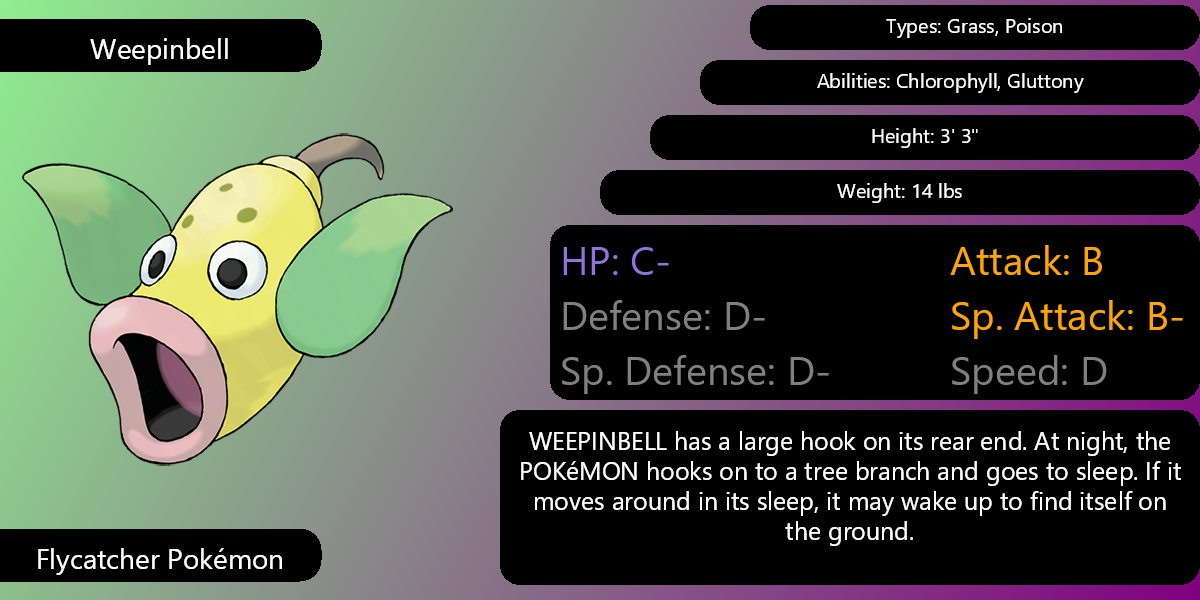 Weepinbell
Types: Grass, Poison
Abilities: Chlorophyll, Gluttony
Height: 3' 3"
Weight: 14 lbs
HP: C-
Attack: B
Defense: D-
Sp. Attack: B-
Sp. Defense: D-
Speed: D
WEEPINBELL has a large hook on its rear end. At night, the
POKéMON hooks on to a tree branch and goes to sleep. If it
moves around in its sleep, it may wake up to find itself on
the ground.
Flycatcher Pokémon